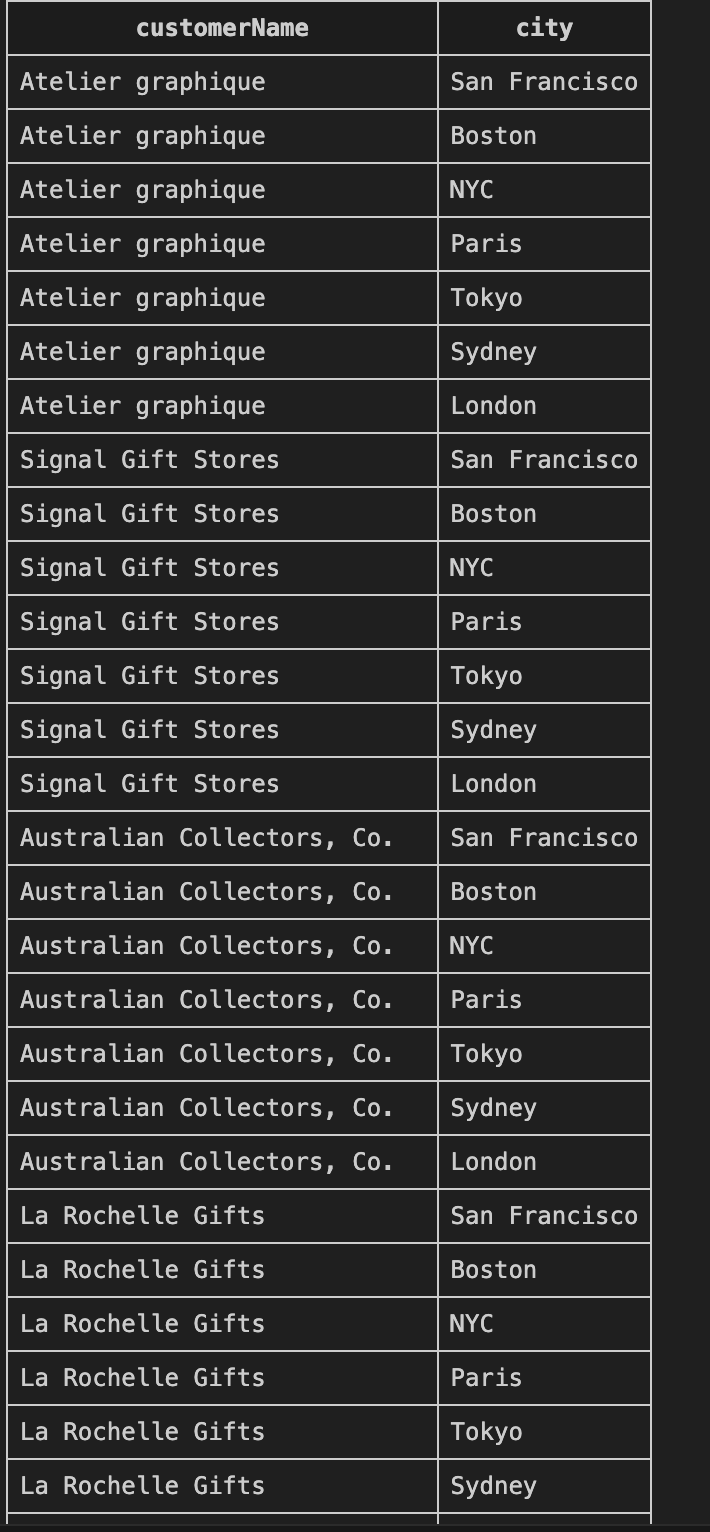 customerName city
Atelier graphique San Francisco
Atelier graphique Boston
Atelier graphique NYC
Atelier graphique Paris
Atelier graphique Tokyo
Atelier graphique Sydney
Atelier graphique London
Signal Gift Stores San Francisco
Signal Gift Stores Boston
Signal Gift Stores NYC
Signal Gift Stores Paris
Signal Gift Stores Tokyo
Signal Gift Stores Sydney
Signal Gift Stores London
Australian Collectors, Co. San Francisco
Australian Collectors, Co. Boston
Australian Collectors, Co. NYC
Australian Collectors, Co. Paris
Australian Collectors, Co. Tokyo
Australian Collectors, Co. Sydney
Australian Collectors, Co. London
La Rochelle Gifts San Francisco
La Rochelle Gifts Boston
La Rochelle Gifts NYC
La Rochelle Gifts Paris
La Rochelle Gifts Tokyo
La Rochelle Gifts Sydney